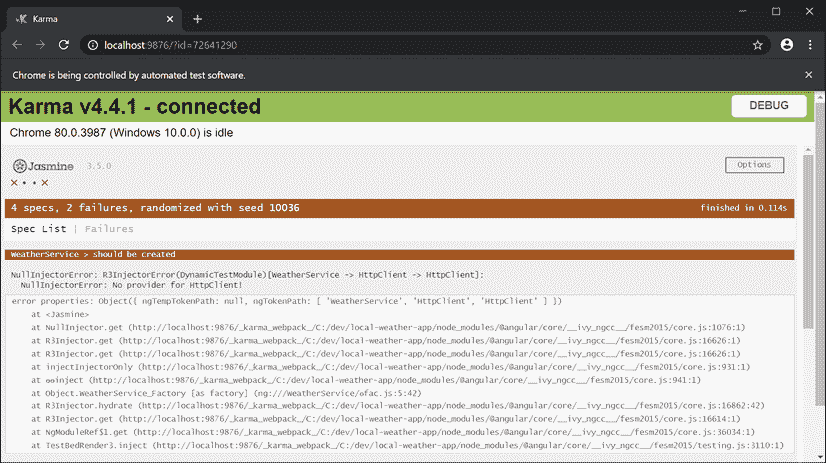 Karma
localhost:9876/?id=72641290
Chrome is being controlled by automated test software.
Karma v4.4.1 - connected
DEBUG
Chrome 80.0.3987 (Windows 10.0.0) is idle
Jasmine 3.5.0
Options
4 specs, 2 failures, randomized with seed 10036
finished in 0.114s
Spec List | Failures
WeatherService > should be created
NullInjectorError: R3InjectorError(DynamicTestModule)[WeatherService -> HttpClient -> HttpClient]:
NullInjectorError: No provider for HttpClient!
error properties: Object({ ngTempTokenPath: null, ngTokenPath: [ 'WeatherService', 'HttpClient', 'HttpClient' ] })
at <Jasmine>
at NullInjector.get (http://localhost:9876/_karma_webpack_/C:/dev/local-weather-app/node_modules/@angular/core/__ivy_ngcc__/fesm2015/core.js:1076:1)
at R3Injector.get (http://localhost:9876/_karma_webpack_/C:/dev/local-weather-app/node_modules/@angular/core/__ivy_ngcc__/fesm2015/core.js:16626:1)
at R3Injector.get (http://localhost:9876/_karma_webpack_/C:/dev/local-weather-app/node_modules/@angular/core/__ivy_ngcc__/fesm2015/core.js:16626:1)
at injectInjectorOnly (http://localhost:9876/_karma_webpack_/C:/dev/local-weather-app/node_modules/@angular/core/__ivy_ngcc__/fesm2015/core.js:931:1)
at ɵɵinject (http://localhost:9876/_karma_webpack_/C:/dev/local-weather-app/node_modules/@angular/core/__ivy_ngcc__/fesm2015/core.js:941:1)
at Object.WeatherService_Factory [as factory] (ng:///WeatherService/ɵfac.js:5:42)
at R3Injector.hydrate (http://localhost:9876/_karma_webpack_/C:/dev/local-weather-app/node_modules/@angular/core/__ivy_ngcc__/fesm2015/core.js:16862:42)
at R3Injector.get (http://localhost:9876/_karma_webpack_/C:/dev/local-weather-app/node_modules/@angular/core/__ivy_ngcc__/fesm2015/core.js:16614:1)
at NgModuleRef$1.get (http://localhost:9876/_karma_webpack_/C:/dev/local-weather-app/node_modules/@angular/core/__ivy_ngcc__/fesm2015/core.js:36034:1)
at TestBedRender3.inject (http://localhost:9876/_karma_webpack_/C:/dev/local-weather-app/node_modules/@angular/core/__ivy_ngcc__/fesm2015/testing.js:3110:1)